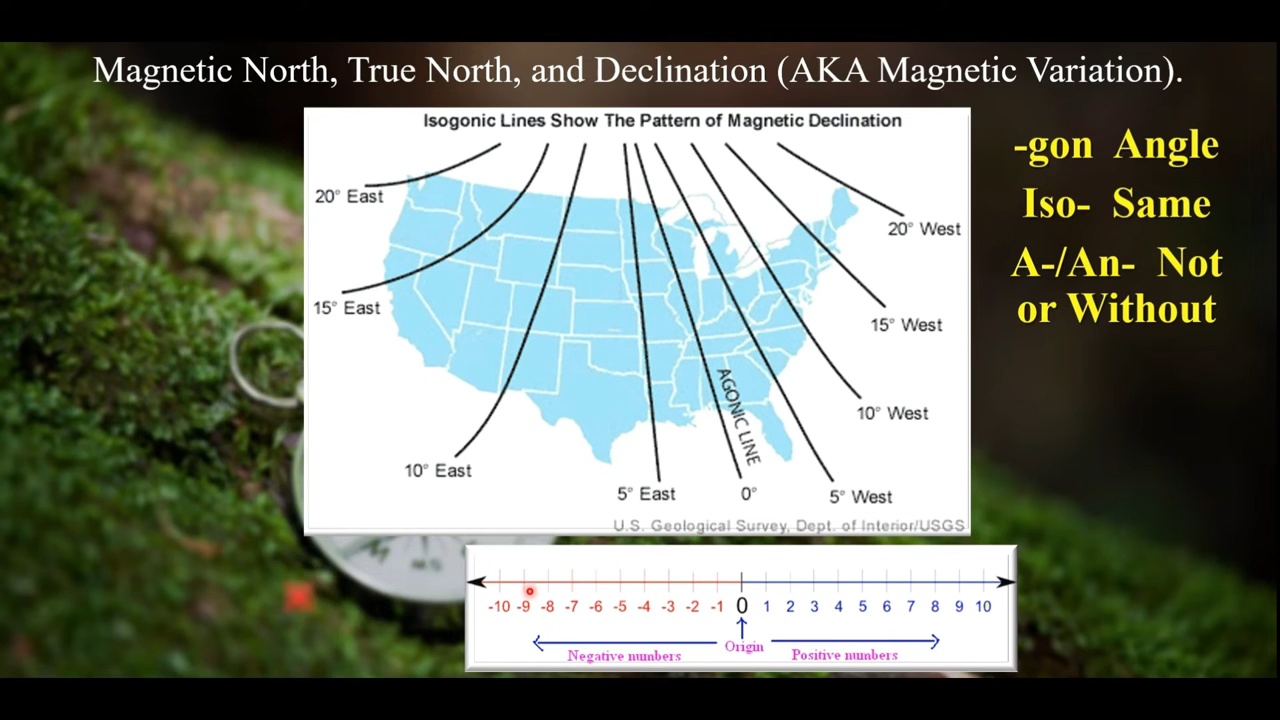 Magnetic North, True North, and Declination (AKA Magnetic Variation).
Isogonic Lines Show The Pattern of Magnetic Declination
20° East
15° East
10° East
5° East
0°
5° West
10° West
15° West
20° West
AGONIC LINE
U.S. Geological Survey, Dept. of Interior/USGS
-gon Angle
Iso- Same
A-/An- Not
or Without
-10 -9 -8 -7 -6 -5 -4 -3 -2 -1 0 1 2 3 4 5 6 7 8 9 10
Negative numbers Origin Positive numbers